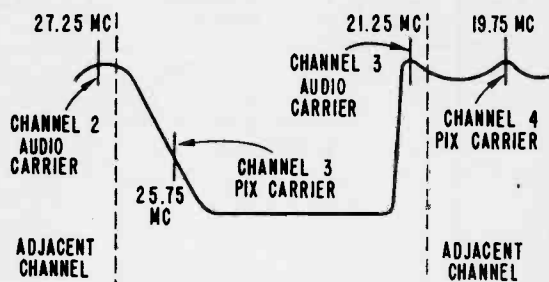 27.25 MC
21.25 MC
19.75 MC
CHANNEL 2
AUDIO
CARRIER
CHANNEL 3
AUDIO
CARRIER
CHANNEL 4
PIX CARRIER
CHANNEL 3
PIX CARRIER
25.75
MC
ADJACENT
CHANNEL
ADJACENT
CHANNEL